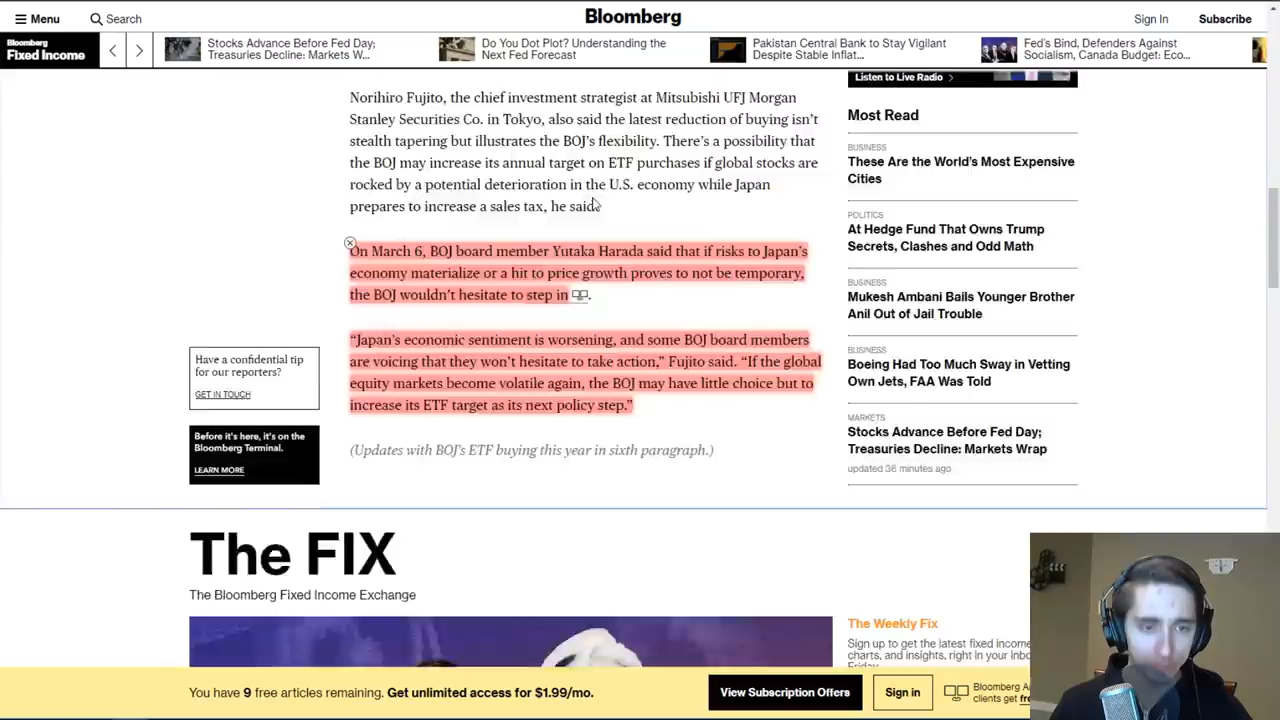 Menu
Search
Bloomberg
Sign In
Subscribe
Bloomberg
Fixed Income
Stocks Advance Before Fed Day;
Treasuries Decline: Markets W...
Do You Dot Plot? Understanding the
Next Fed Forecast
Pakistan Central Bank to Stay Vigilant
Despite Stable Inflat...
Fed's Bind, Defenders Against
Socialism, Canada Budget: Eco...
Norihiro Fujito, the chief investment strategist at Mitsubishi UFJ Morgan
Stanley Securities Co. in Tokyo, also said the latest reduction of buying isn't
stealth tapering but illustrates the BOJ's flexibility. There's a possibility that
the BOJ may increase its annual target on ETF purchases if global stocks are
rocked by a potential deterioration in the U.S. economy while Japan
prepares to increase a sales tax, he said.
On March 6, BOJ board member Yutaka Harada said that if risks to Japan's
economy materialize or a hit to price growth proves to not be temporary,
the BOJ wouldn't hesitate to step in .
"Japan's economic sentiment is worsening, and some BOJ board members
are voicing that they won't hesitate to take action," Fujito said. "If the global
equity markets become volatile again, the BOJ may have little choice but to
increase its ETF target as its next policy step."
(Updates with BOJ's ETF buying this year in sixth paragraph.)
Have a confidential tip
for our reporters?
GET IN TOUCH
Before it's here, it's on the
Bloomberg Terminal.
LEARN MORE
Listen to Live Radio
Most Read
BUSINESS
These Are the World's Most Expensive
Cities
POLITICS
At Hedge Fund That Owns Trump
Secrets, Clashes and Odd Math
BUSINESS
Mukesh Ambani Bails Younger Brother
Anil Out of Jail Trouble
BUSINESS
Boeing Had Too Much Sway in Vetting
Own Jets, FAA Was Told
MARKETS
Stocks Advance Before Fed Day;
Treasuries Decline: Markets Wrap
updated 36 minutes ago
The FIX
The Bloomberg Fixed Income Exchange
The Weekly Fix
Sign up to get the latest fixed income
charts, and insights, right in your
Friday.
You have 9 free articles remaining. Get unlimited access for $1.99/mo.
View Subscription Offers
Sign in
Bloomberg
clients get